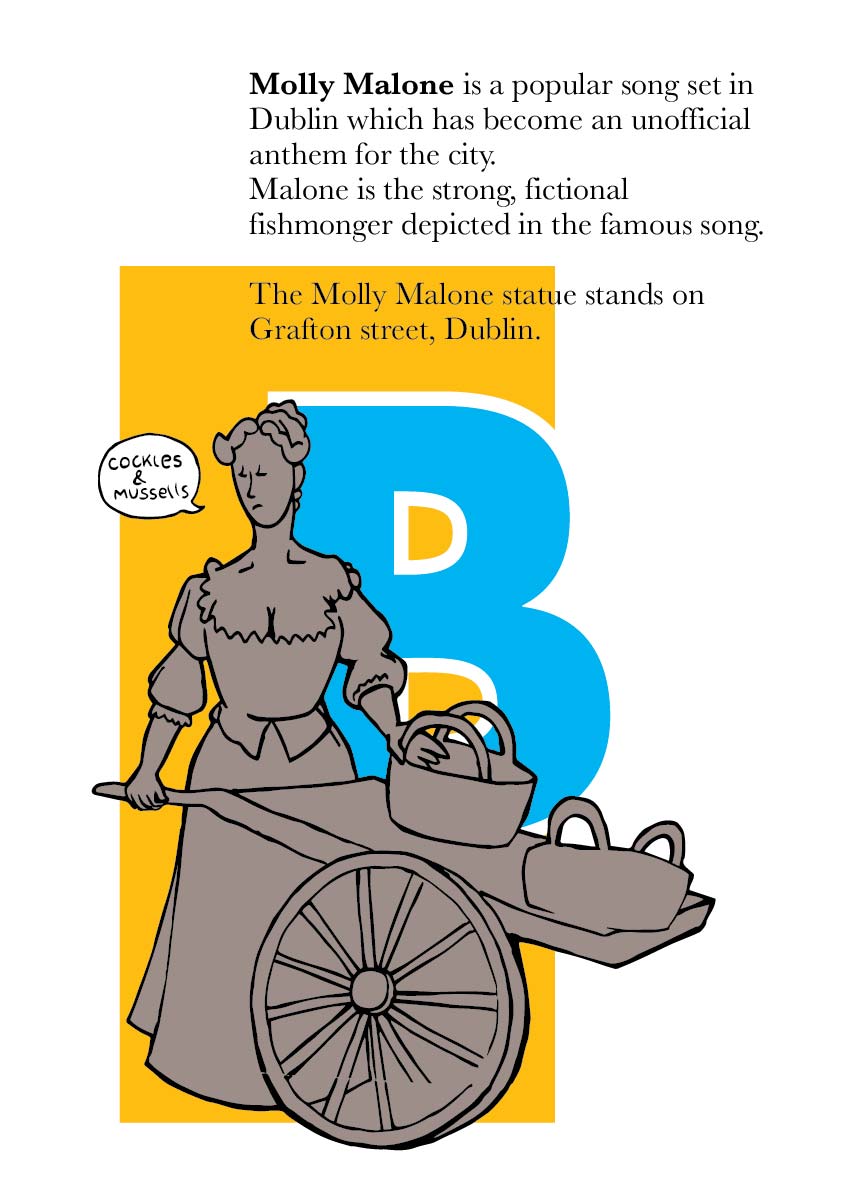 Molly Malone is a popular song set in
Dublin which has become an unofficial
anthem for the city.
Malone is the strong, fictional
fishmonger depicted in the famous song.
The Molly Malone statue stands on
Grafton street, Dublin.
B
cockles
&
mussells